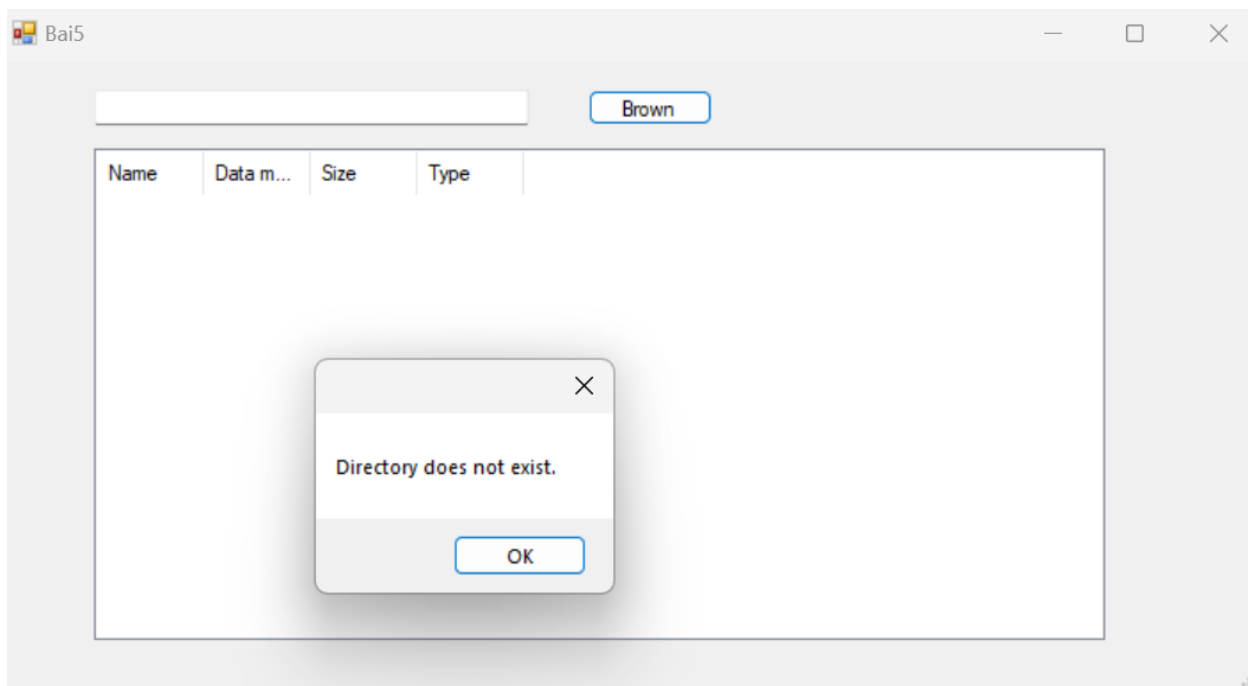 Bai5
Brown
Name Data m... Size Type
Directory does not exist.
OK